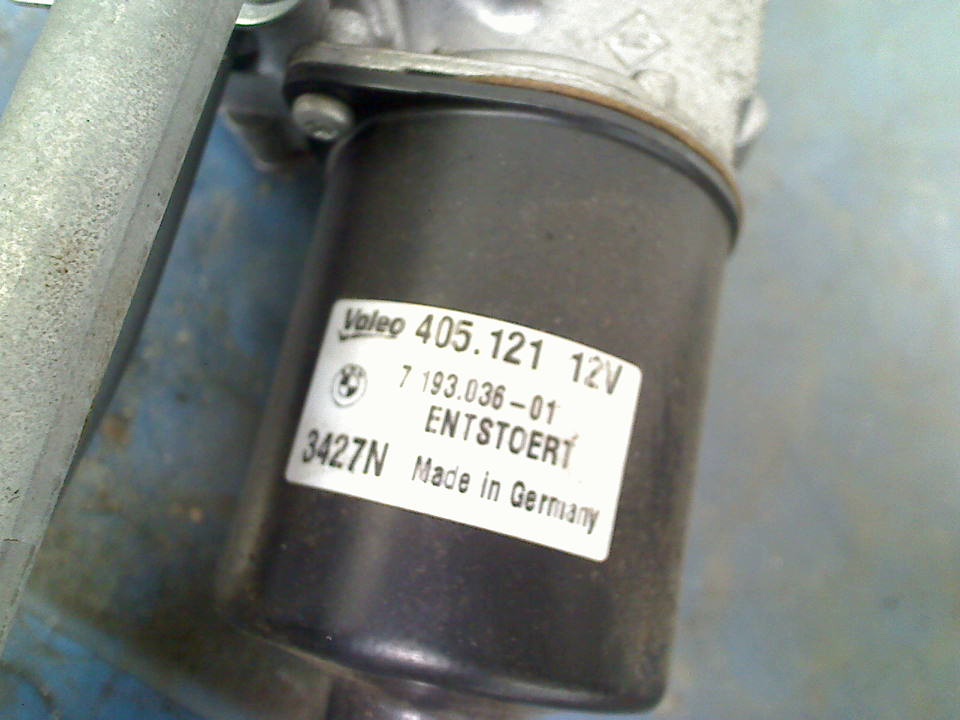 Valeo 405.121 12V
7 193.036-01
ENTSTOERT
3427N Made in Germany